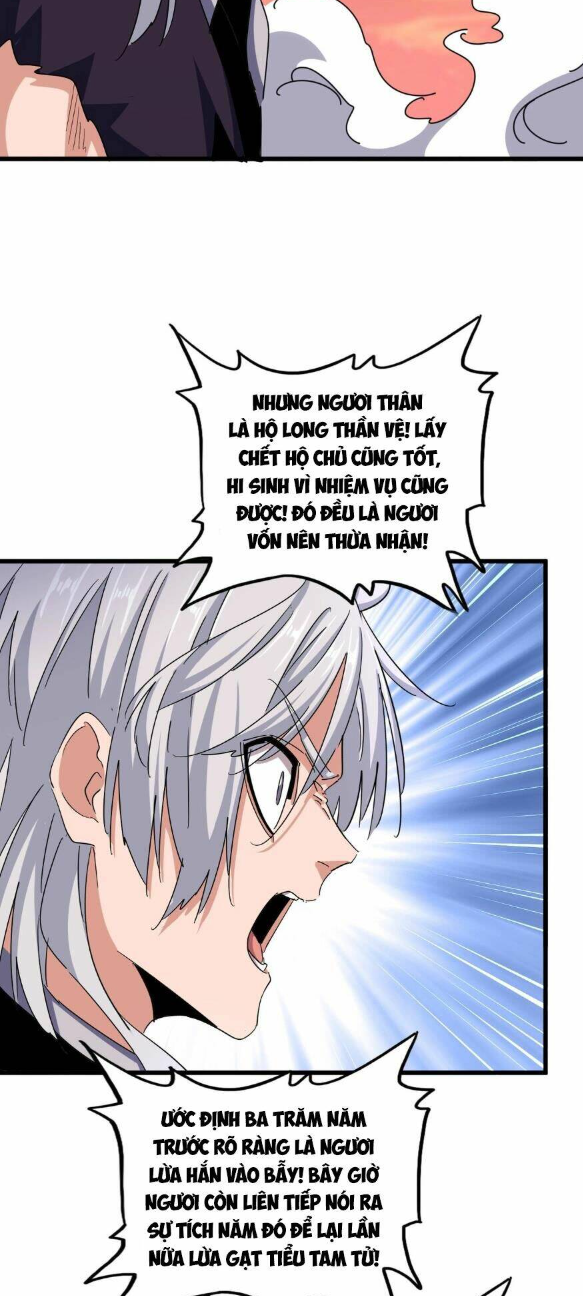 NHƯNG NGƯƠI THÂN
LÀ HỘ LONG THẦN VỆ! LẤY
CHẾT HỘ CHỦ CŨNG TỐT,
HI SINH VÌ NHIỆM VỤ CŨNG
ĐƯỢC! ĐÓ ĐỀU LÀ NGƯƠI
VỐN NÊN THỪA NHẬN!
ƯỚC ĐỊNH BA TRĂM NĂM
TRƯỚC RÕ RÀNG LÀ NGƯƠI
LỪA HẮN VÀO BẪY! BÂY GIỜ
NGƯƠI CÒN LIÊN TIẾP NÓI RA
SỰ TÍCH NĂM ĐÓ ĐỂ LẠI LẦN
NỮA LỪA GẠT TIỂU TAM TỬ!